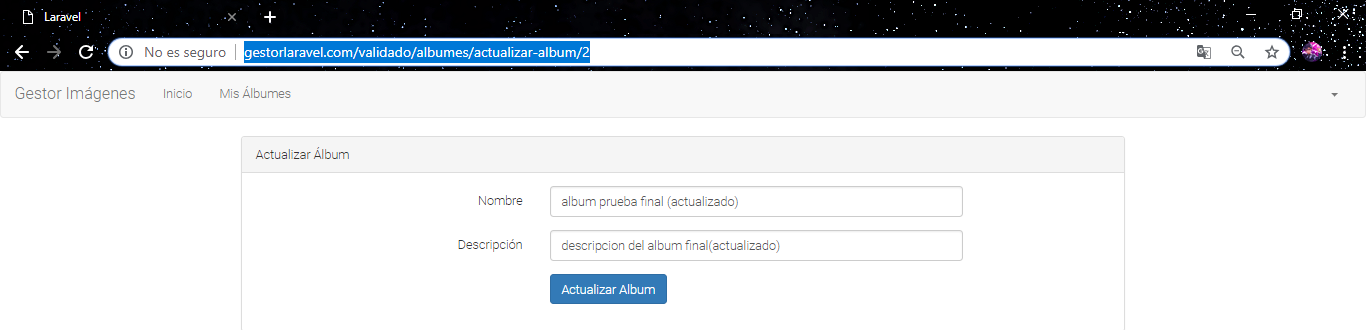 Laravel
No es seguro gestorlaravel.com/validado/albumes/actualizar-album/2
Gestor Imágenes Inicio Mis Álbumes
Actualizar Álbum
Nombre album prueba final (actualizado)
Descripción descripcion del album final(actualizado)
Actualizar Album